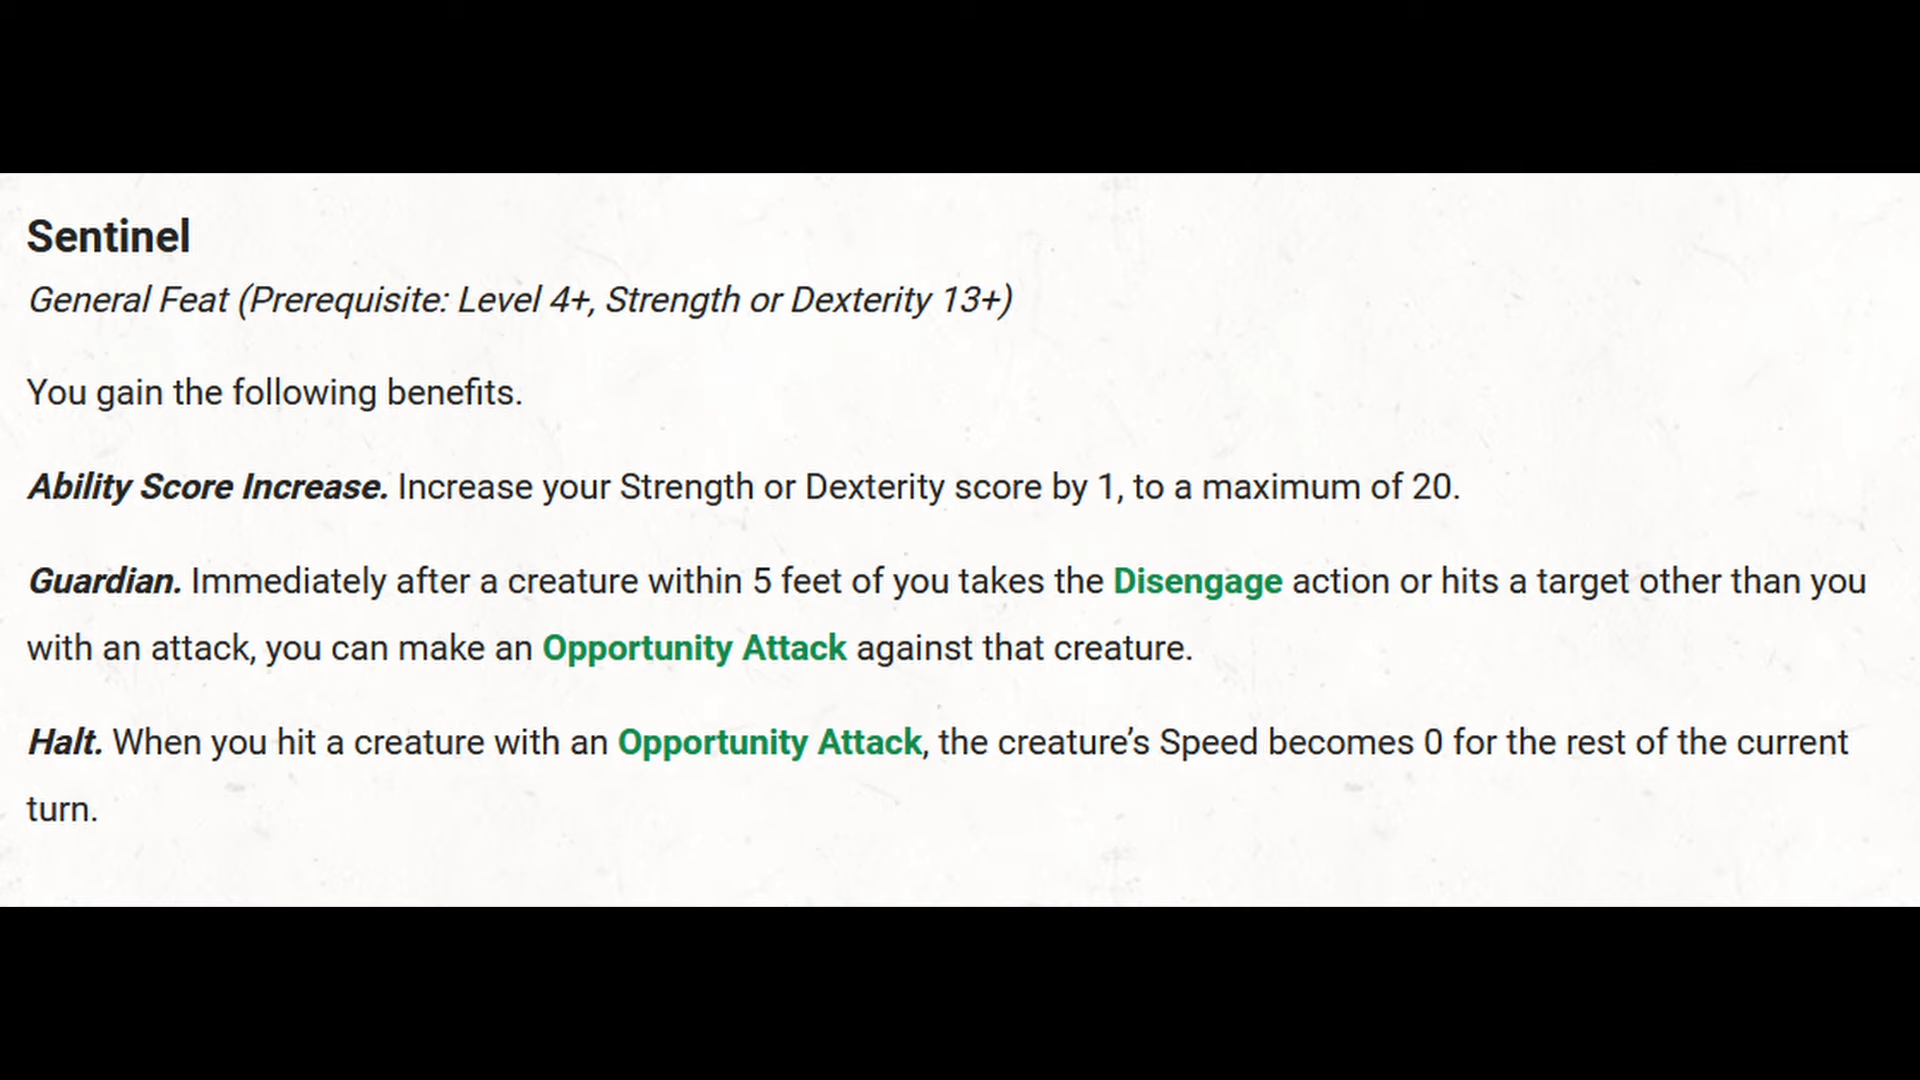 Sentinel
General Feat (Prerequisite: Level 4+, Strength or Dexterity 13+)
You gain the following benefits.
Ability Score Increase. Increase your Strength or Dexterity score by 1, to a maximum of 20.
Guardian. Immediately after a creature within 5 feet of you takes the Disengage action or hits a target other than you
with an attack, you can make an Opportunity Attack against that creature.
Halt. When you hit a creature with an Opportunity Attack, the creature’s Speed becomes 0 for the rest of the current
turn.